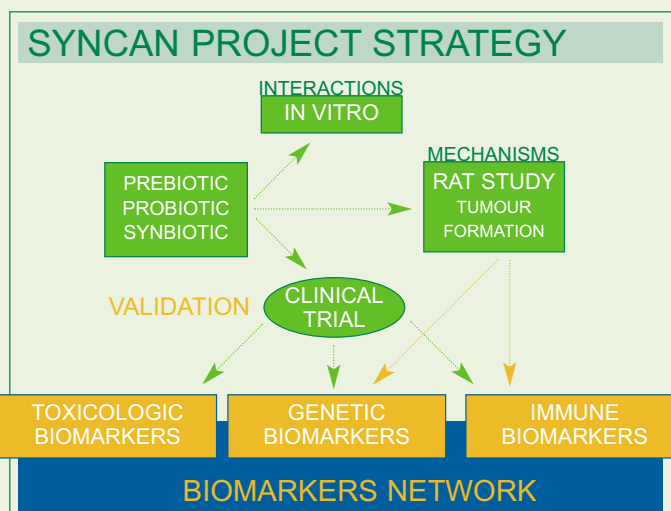 SYNCAN PROJECT STRATEGY
INTERACTIONS
IN VITRO
MECHANISMS
PREBIOTIC
PROBIOTIC
SYNBIOTIC
RAT STUDY
TUMOUR
FORMATION
VALIDATION
CLINICAL
TRIAL
TOXICOLOGIC
BIOMARKERS
GENETIC
BIOMARKERS
IMMUNE
BIOMARKERS
BIOMARKERS NETWORK